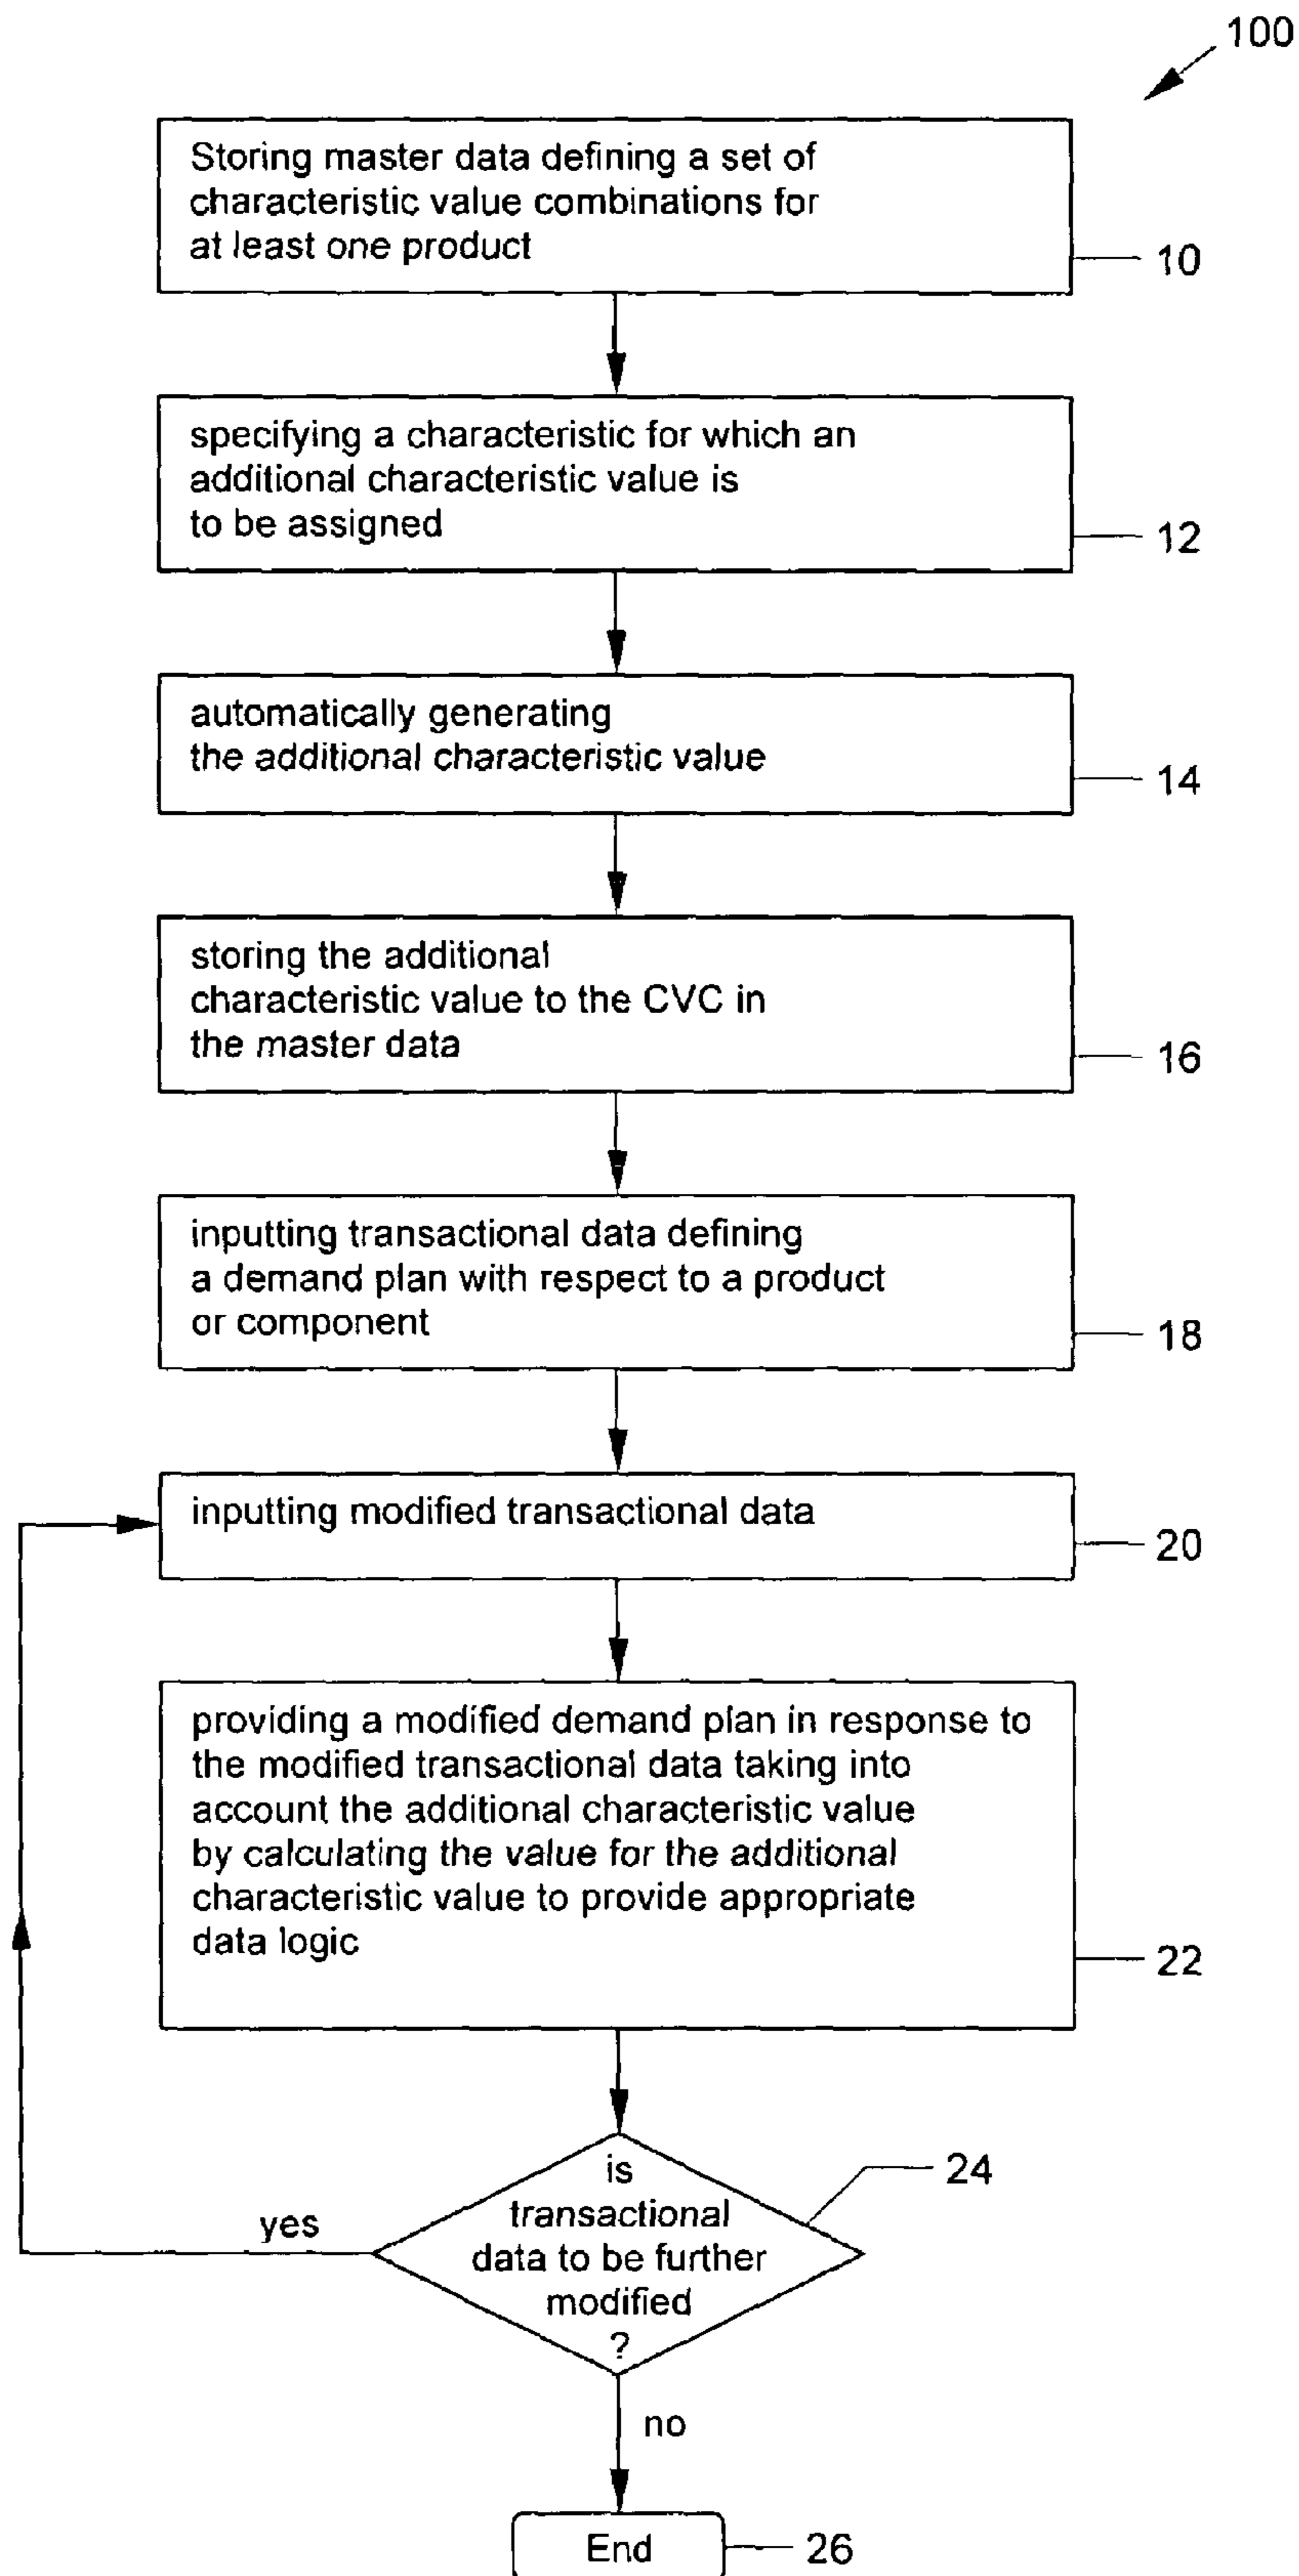 100
Storing master data defining a set of
characteristic value combinations for
at least one product
10
specifying a characteristic for which an
additional characteristic value is
to be assigned
12
automatically generating
the additional characteristic value
14
storing the additional
characteristic value to the CVC in
the master data
16
inputting transactional data defining
a demand plan with respect to a product
or component
18
inputting modified transactional data
20
providing a modified demand plan in response to
the modified transactional data taking into
account the additional characteristic value
by calculating the value for the additional
characteristic value to provide appropriate
data logic
22
is
transactional
data to be further
modified
?
24
yes
no
End
26